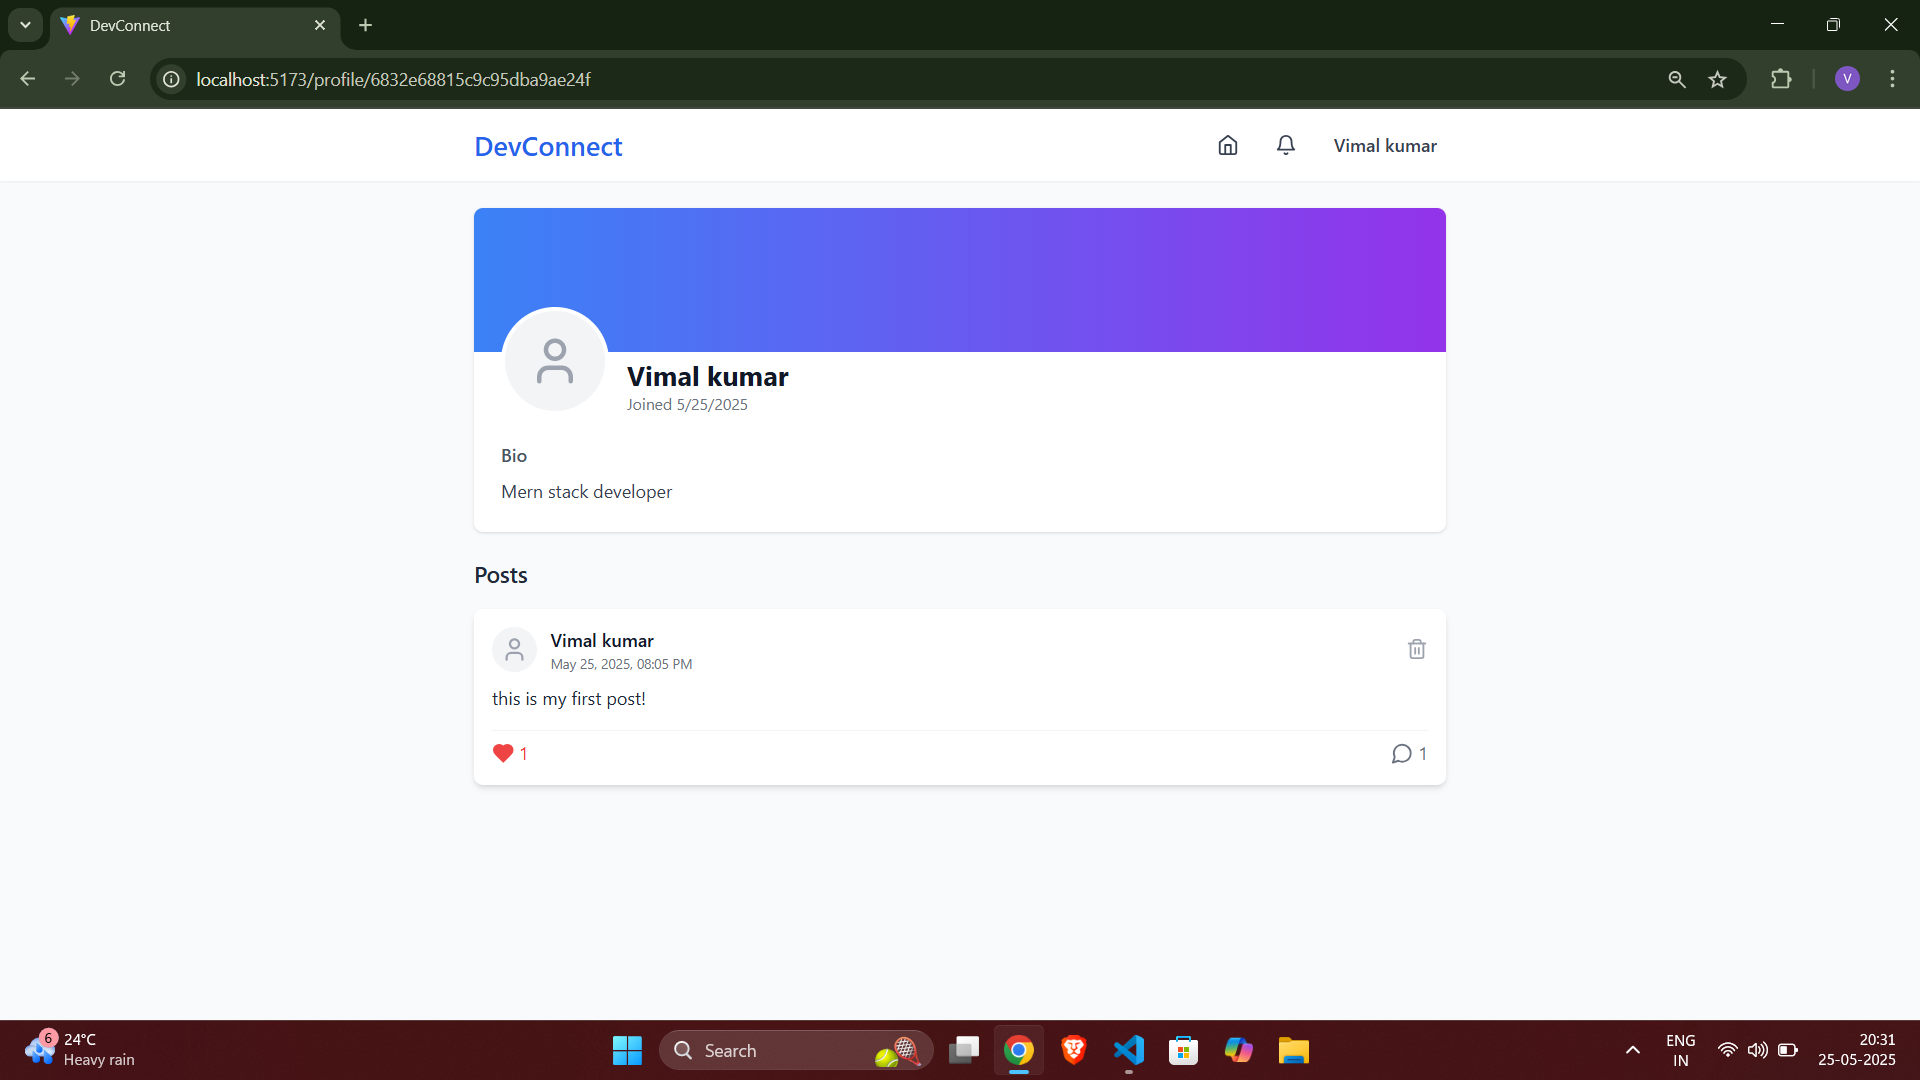 DevConnect
localhost:5173/profile/6832e68815c9c95dba9ae24f
V
DevConnect
Vimal kumar
Vimal kumar
Joined 5/25/2025
Bio
Mern stack developer
Posts
Vimal kumar
May 25, 2025, 08:05 PM
this is my first post!
1
1
6
24°C
Heavy rain
Search
ENG
IN
20:31
25-05-2025